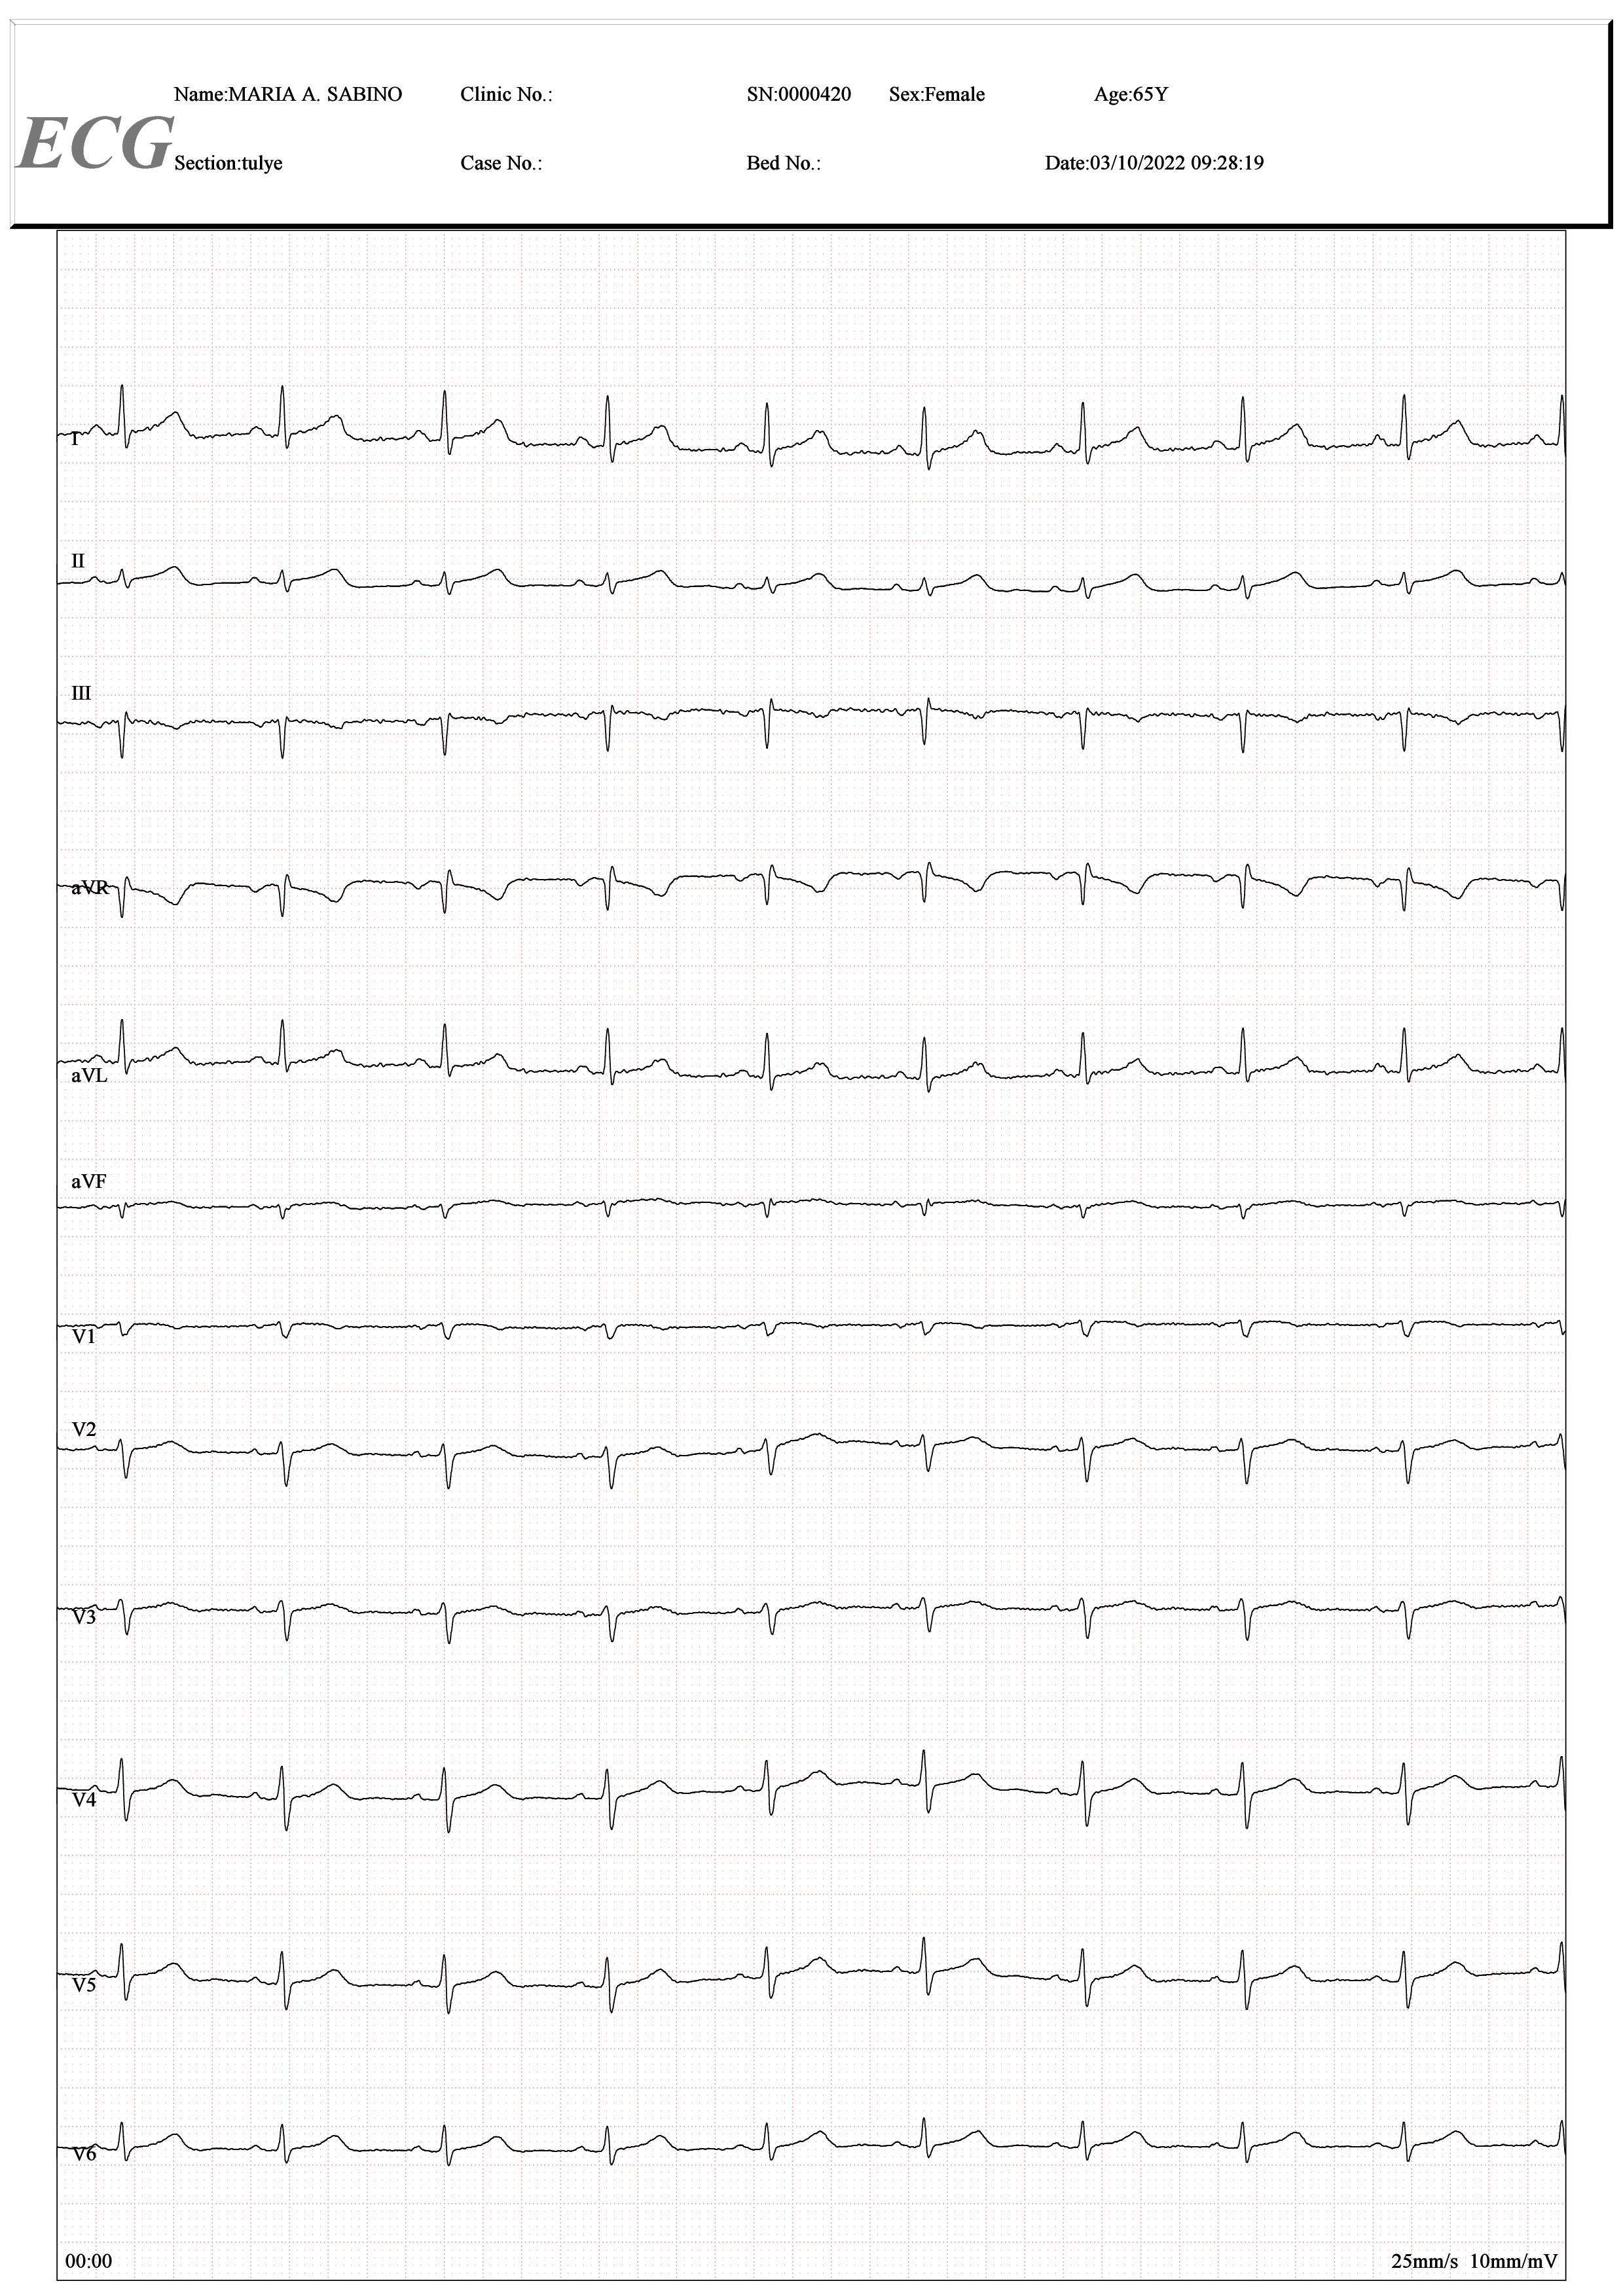 Name:MARIA A. SABINO Clinic No.: SN:0000420 Sex:Female Age:65Y
ECG
Section:tulye Case No.: Bed No.: Date:03/10/2022 09:28:19
I
II
III
aVR
aVL
aVF
V1
V2
V3
V4
V5
V6
00:00 25mm/s 10mm/mV